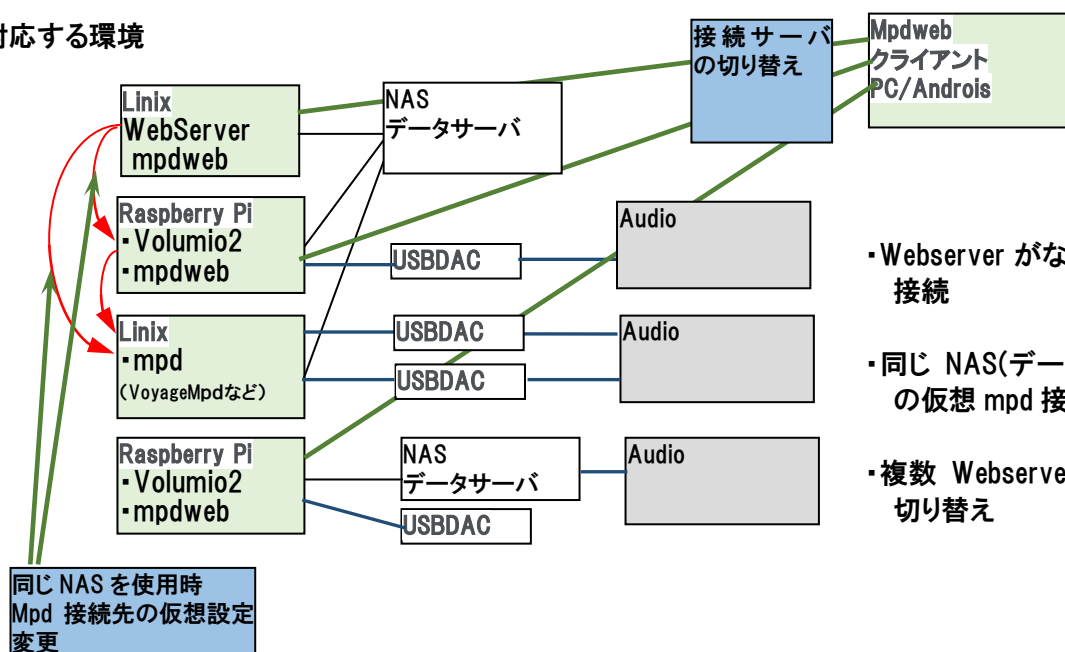 対応する環境
接続サーバ
の切り替え
Mpdweb
クライアント
PC/Androis
Linix
WebServer
mpdweb
NAS
データサーバ
Raspberry Pi
・Volumio2
・mpdweb
USBDAC
Audio
Linix
・mpd
(VoyageMpdなど)
USBDAC
USBDAC
Audio
Raspberry Pi
・Volumio2
・mpdweb
NAS
データサーバ
USBDAC
Audio
・Webserver がな
接続
・同じ NAS(デー
の仮想 mpd 接
・複数 Webserve
切り替え
同じ NAS を使用時
Mpd 接続先の仮想設定
変更